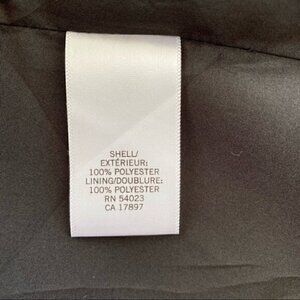 SHELL/
EXTÉRIEUR:
100% POLYESTER
LINING/DOUBLURE:
100% POLYESTER
RN 54023
CA 17897